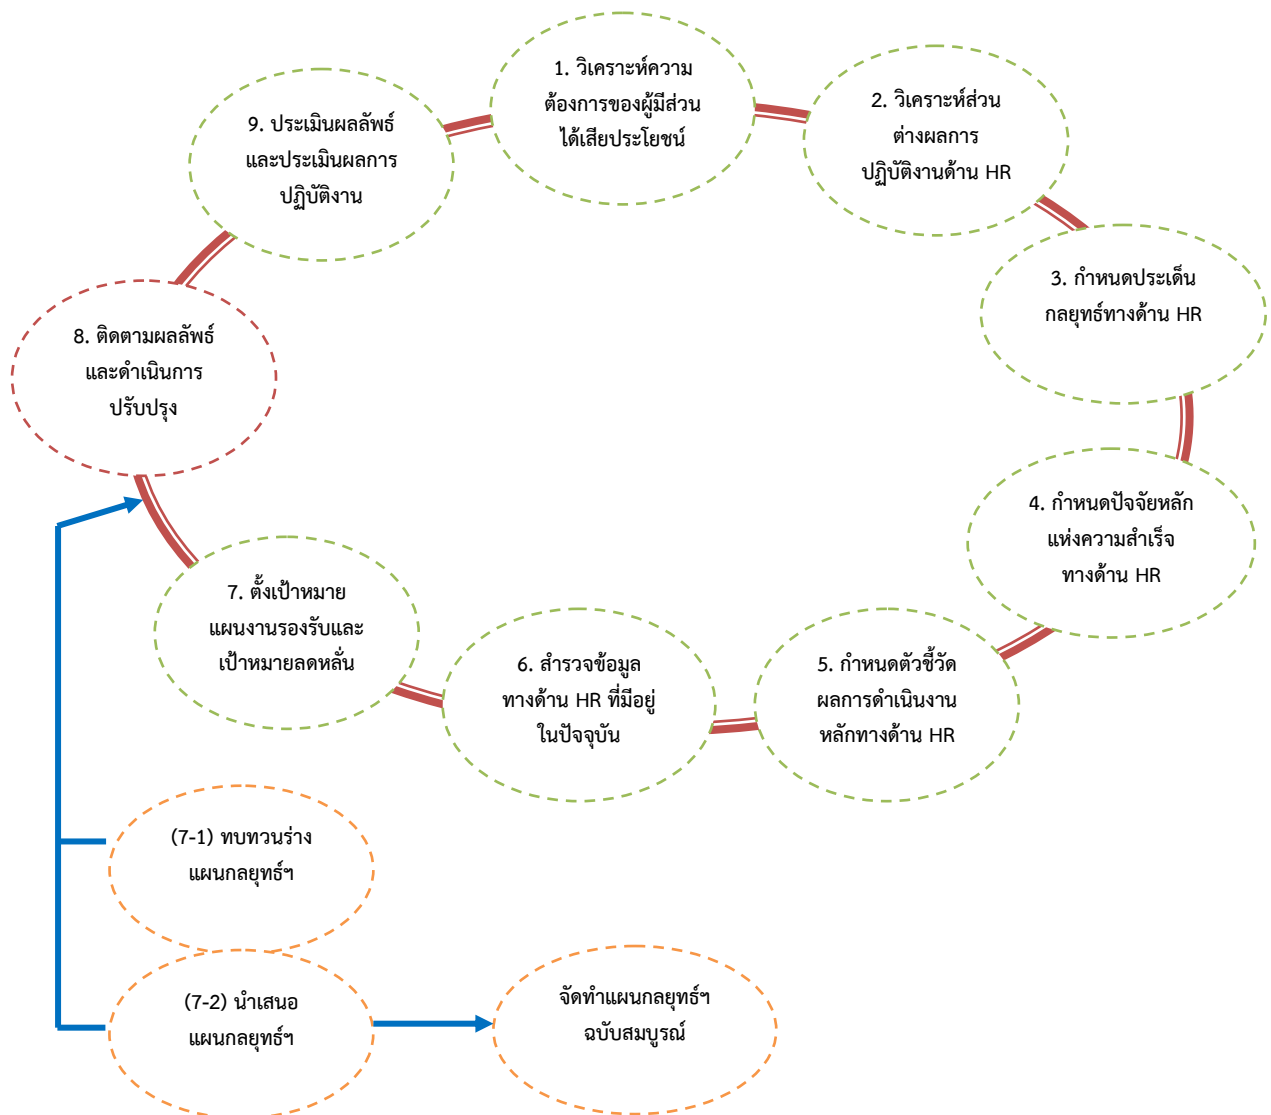 1. วิเคราะห์ความ
ต้องการของผู้มีส่วน
ได้เสียประโยชน์
2. วิเคราะห์ส่วน
ต่างผลการ
ปฏิบัติงานด้าน HR
3. กำหนดประเด็น
กลยุทธ์ทางด้าน HR
4. กำหนดปัจจัยหลัก
แห่งความสำเร็จ
ทางด้าน HR
5. กำหนดตัวชี้วัด
ผลการดำเนินงาน
หลักทางด้าน HR
6. สำรวจข้อมูล
ทางด้าน HR ที่มีอยู่
ในปัจจุบัน
7. ตั้งเป้าหมาย
แผนงานรองรับและ
เป้าหมายลดหลั่น
8. ติดตามผลลัพธ์
และดำเนินการ
ปรับปรุง
9. ประเมินผลลัพธ์
และประเมินผลการ
ปฏิบัติงาน
(7-1) ทบทวนร่าง
แผนกลยุทธ์ฯ
(7-2) นำเสนอ
แผนกลยุทธ์ฯ
จัดทำแผนกลยุทธ์ฯ
ฉบับสมบูรณ์